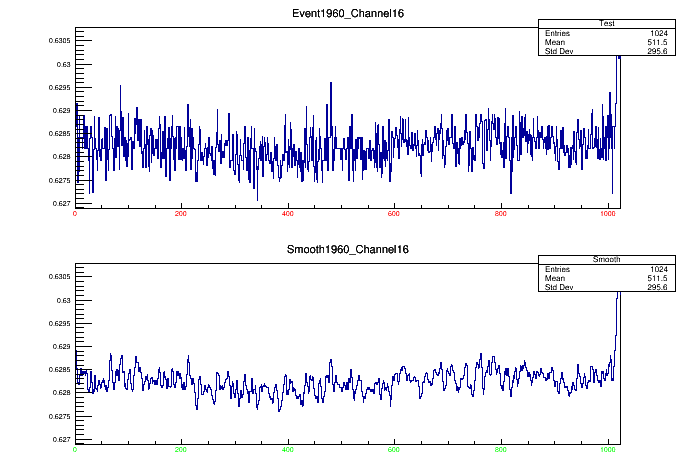 Event1960_Channel16
Test
Entries 1024
Mean 511.5
Std Dev 295.6
0.6305
0.63
0.6295
0.629
0.6285
0.628
0.6275
0.627
0 200 400 600 800 1000
Smooth1960_Channel16
Smooth
Entries 1024
Mean 511.5
Std Dev 295.6
0.6305
0.63
0.6295
0.629
0.6285
0.628
0.6275
0.627
0 200 400 600 800 1000